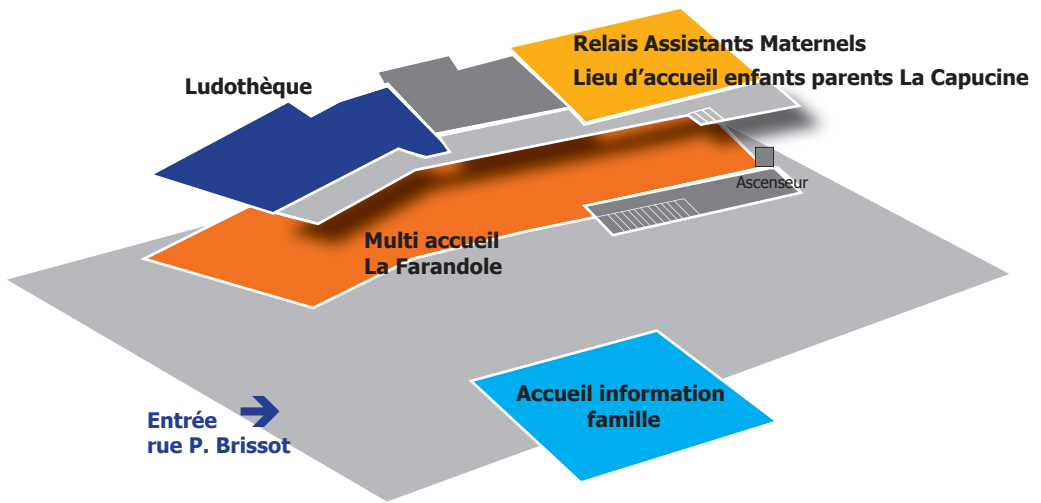 Relais Assistants Maternels
Lieu d’accueil enfants parents La Capucine
Ludothèque
Ascenseur
Multi accueil
La Farandole
Accueil information
famille
Entrée
rue P. Brissot